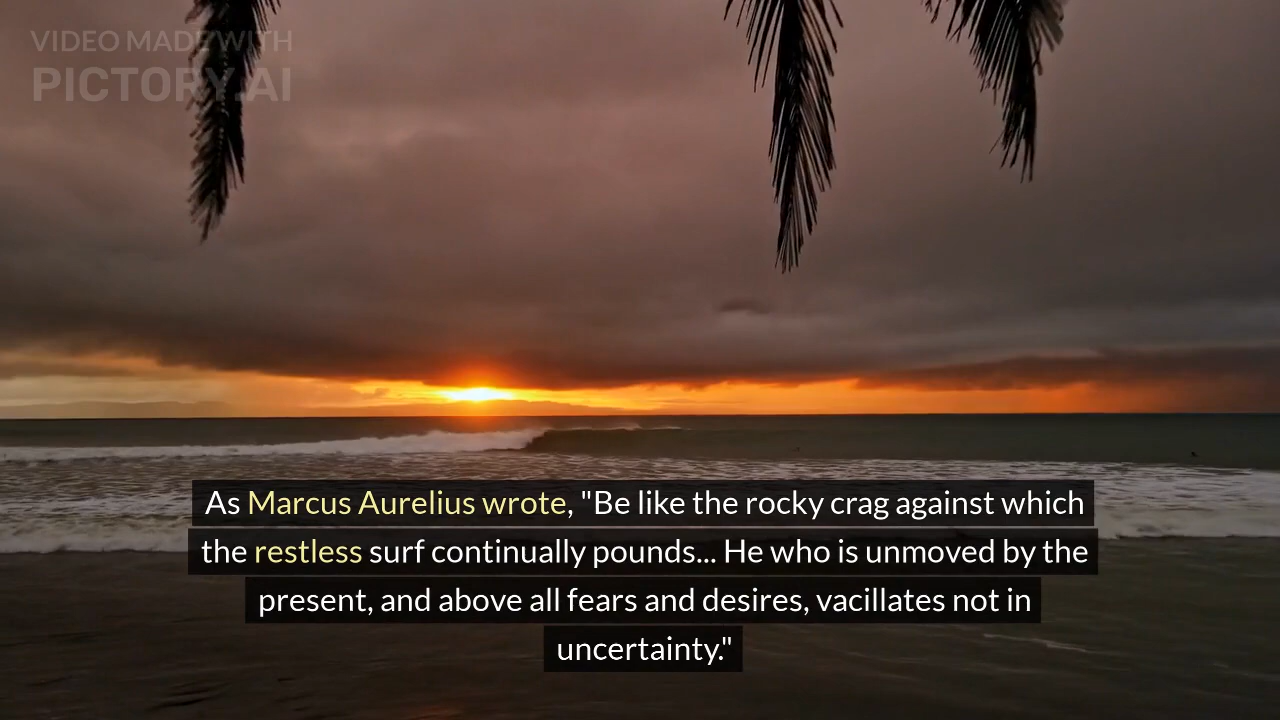 VIDEO MADE WITH
PICTORY.AI
As Marcus Aurelius wrote, "Be like the rocky crag against which
the restless surf continually pounds... He who is unmoved by the
present, and above all fears and desires, vacillates not in
uncertainty."